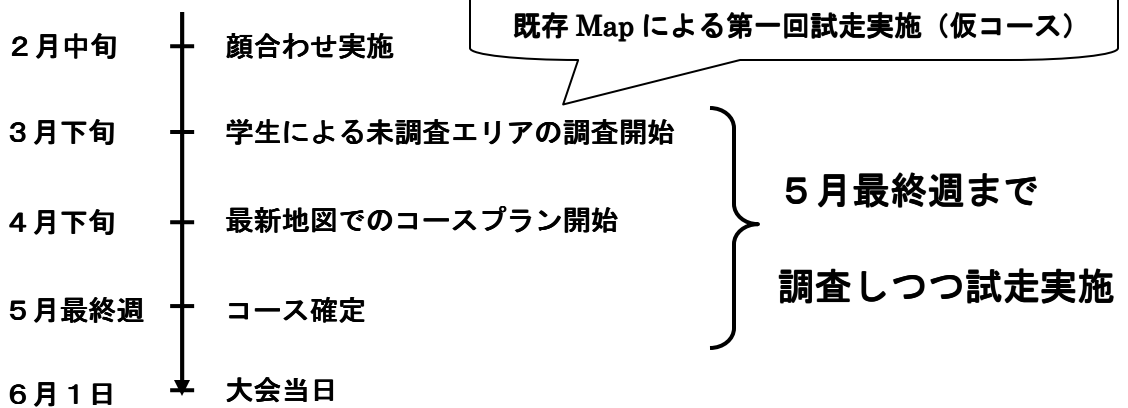 既存 Map による第一回試走実施（仮コース）
２月中旬 顔合わせ実施
３月下旬 学生による未調査エリアの調査開始
４月下旬 最新地図でのコースプラン開始
５月最終週 コース確定
６月１日 大会当日
５月最終週まで
調査しつつ試走実施